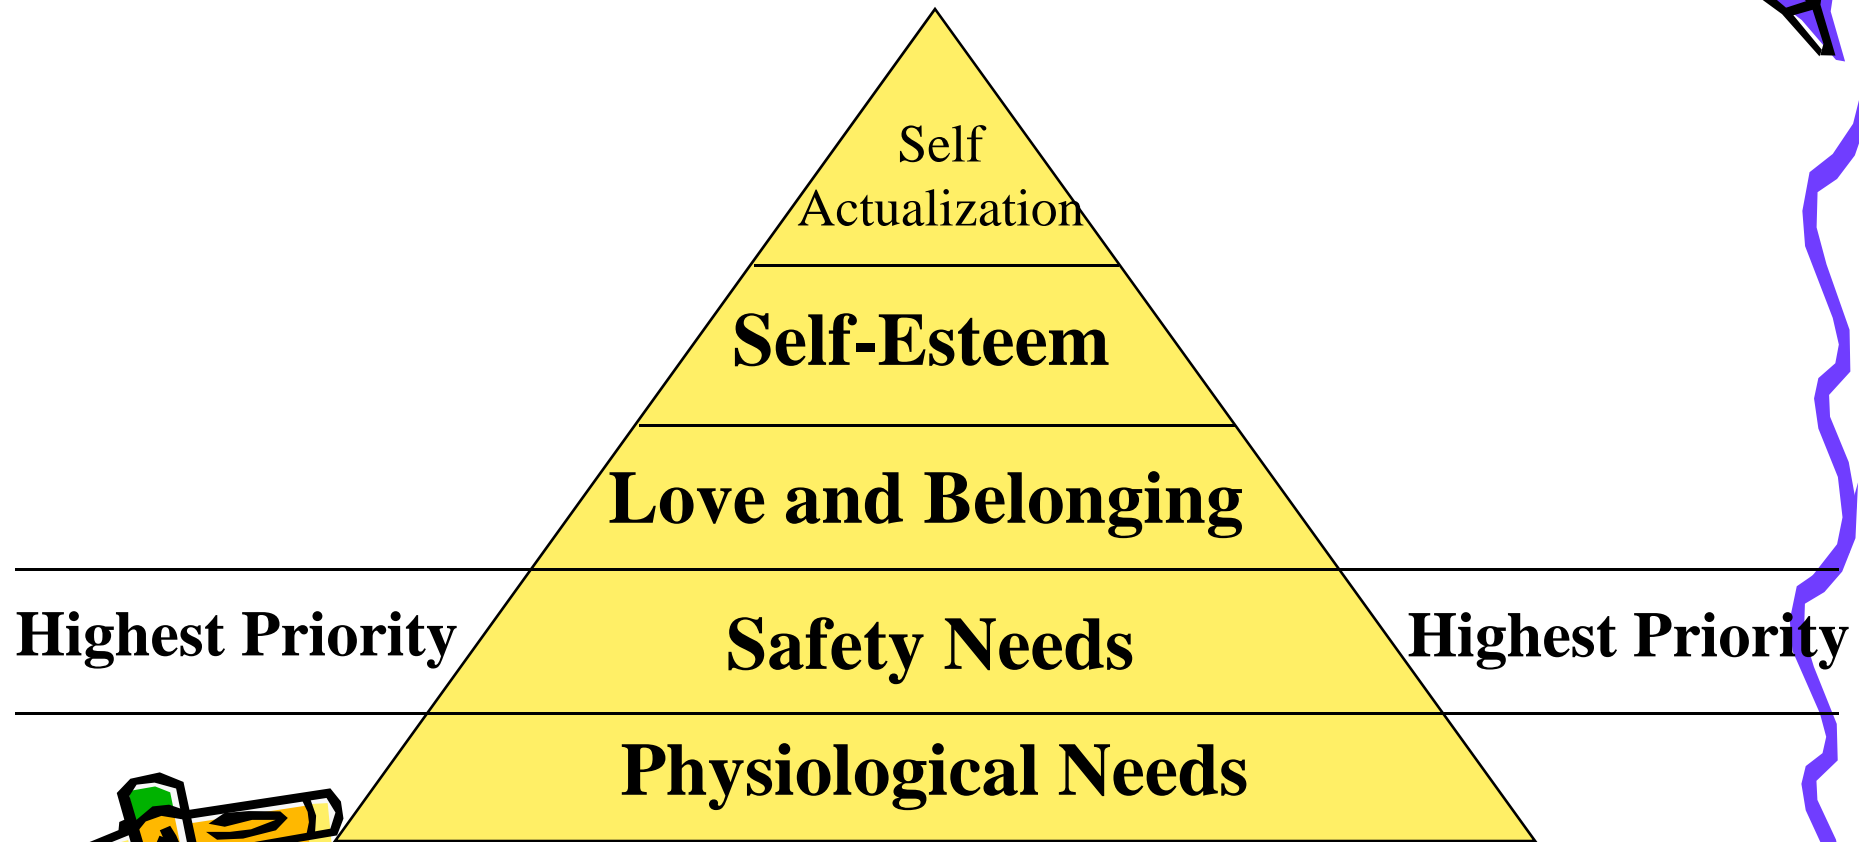 Self
Actualization
Self-Esteem
Love and Belonging
Highest Priority Safety Needs Highest Priority
Physiological Needs